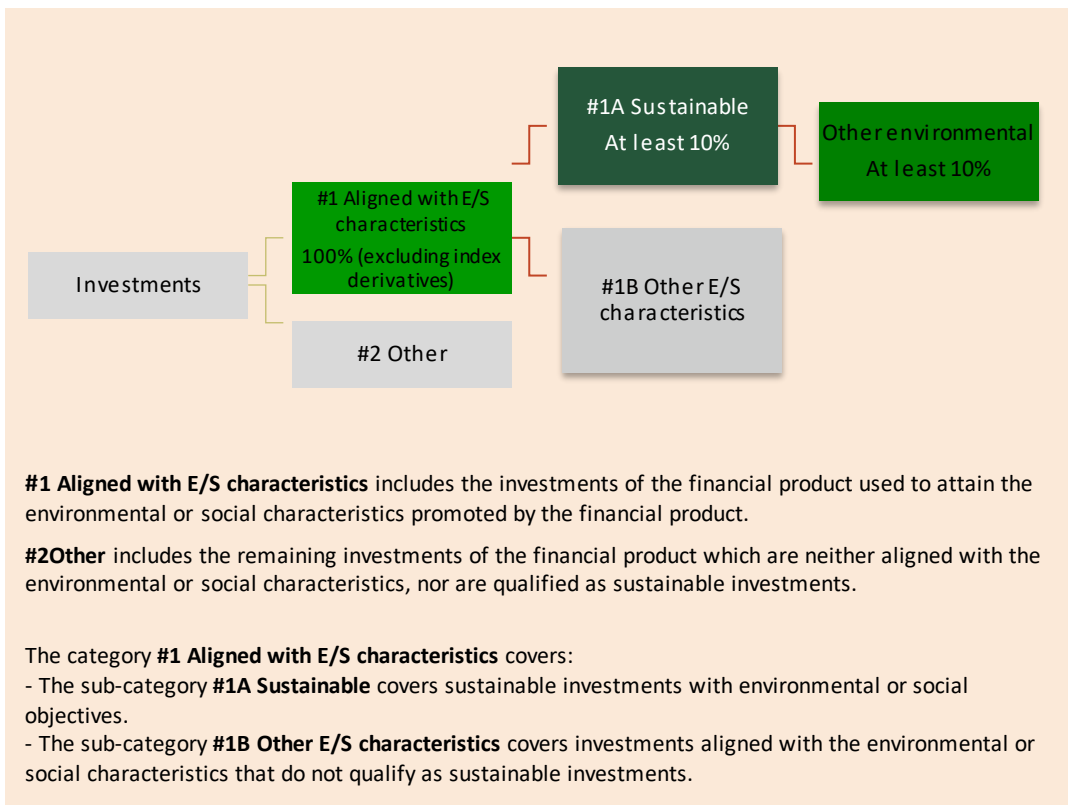 #1A Sustainable
At least 10%
Other environmental
At least 10%
#1 Aligned with E/S
characteristics
100% (excluding index
derivatives)
Investments
#1B Other E/S
characteristics
#2 Other
#1 Aligned with E/S characteristics includes the investments of the financial product used to attain the
environmental or social characteristics promoted by the financial product.
#2Other includes the remaining investments of the financial product which are neither aligned with the
environmental or social characteristics, nor are qualified as sustainable investments.
The category #1 Aligned with E/S characteristics covers:
- The sub-category #1A Sustainable covers sustainable investments with environmental or social
objectives.
- The sub-category #1B Other E/S characteristics covers investments aligned with the environmental or
social characteristics that do not qualify as sustainable investments.